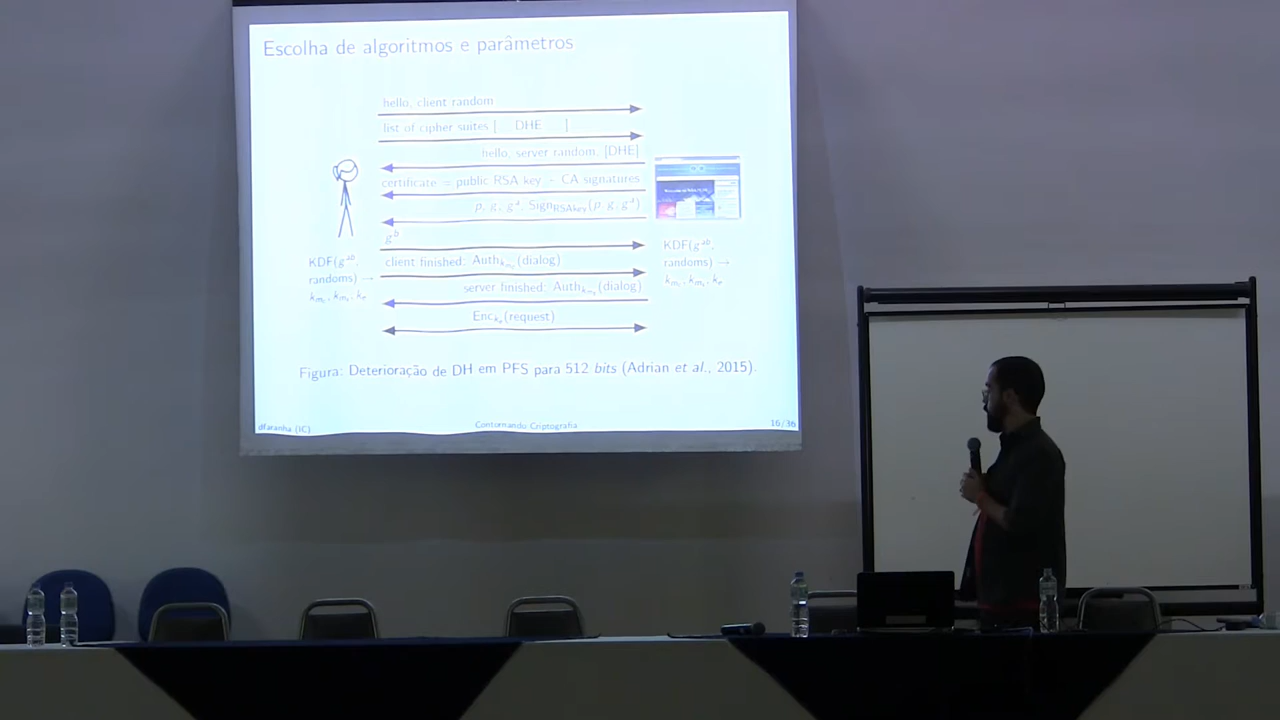 Escolha de algoritmos e parâmetros
hello, client random
list of cipher suites [ DHE ]
hello, server random, [DHE]
certificate = public RSA key + CA signatures
p, g, g^a, Sign_RSAkey(p, g, g^a)
g^b
KDF(g^ab,
randoms) →
k_mc, k_ms, k_e
client finished: Auth_k_mc(dialog)
server finished: Auth_k_ms(dialog)
Enc_k_e(request)
KDF(g^ab,
randoms) →
k_mc, k_ms, k_e
Figura: Deterioração de DH em PFS para 512 bits (Adrian et al., 2015).
dfaranha (IC)
Contornando Criptografia
16/36